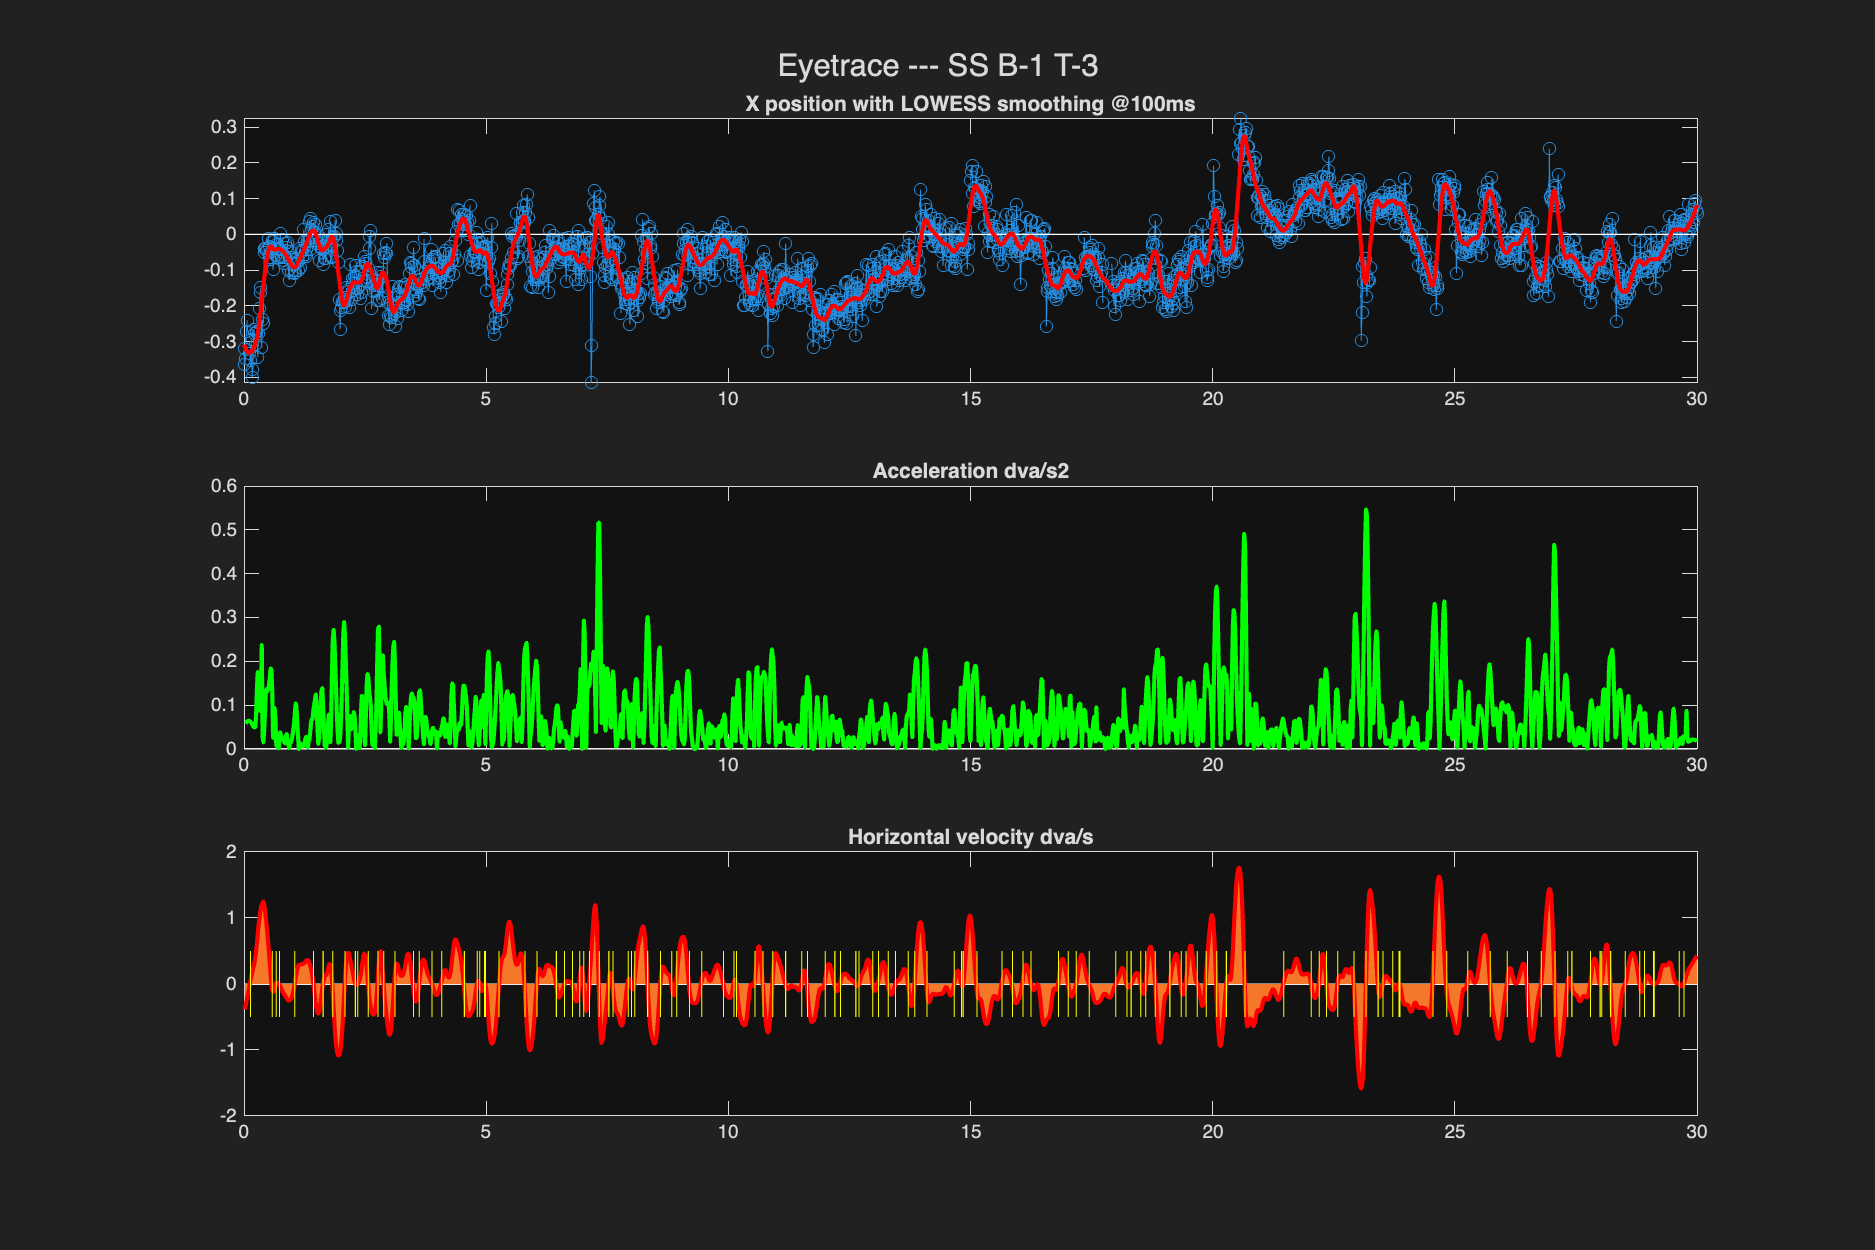 Eyetrace --- SS B-1 T-3
X position with LOWESS smoothing @100ms
0.3
0.2
0.1
0
-0.1
-0.2
-0.3
-0.4
0 5 10 15 20 25 30
Acceleration dva/s2
0.6
0.5
0.4
0.3
0.2
0.1
0
0 5 10 15 20 25 30
Horizontal velocity dva/s
2
1
0
-1
-2
0 5 10 15 20 25 30